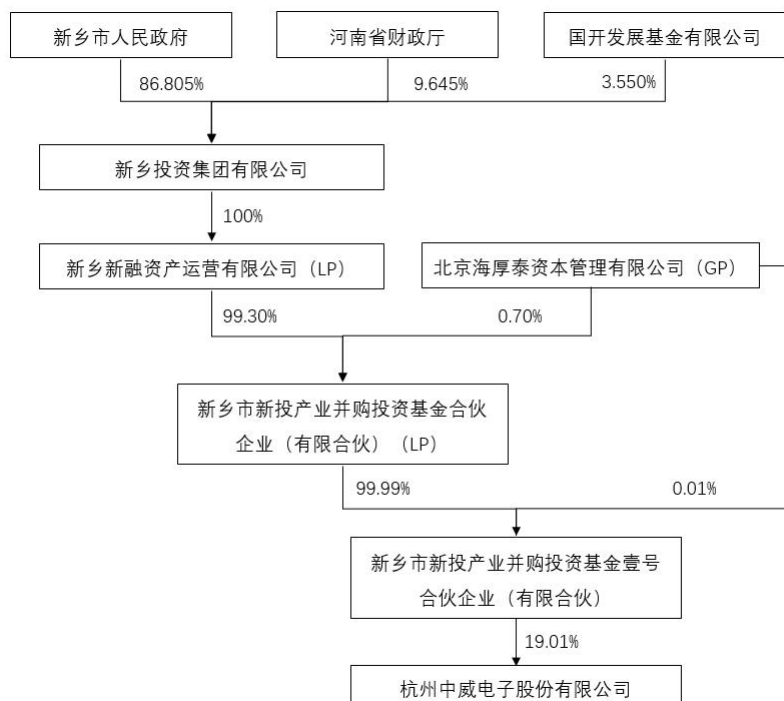 新乡市人民政府
河南省财政厅
国开发展基金有限公司
86.805%
9.645%
3.550%
新乡投资集团有限公司
100%
新乡新融资产运营有限公司（LP）
北京海厚泰资本管理有限公司（GP）
99.30%
0.70%
新乡市新投产业并购投资基金合伙
企业（有限合伙）（LP）
99.99%
0.01%
新乡市新投产业并购投资基金壹号
合伙企业（有限合伙）
19.01%
杭州中威电子股份有限公司